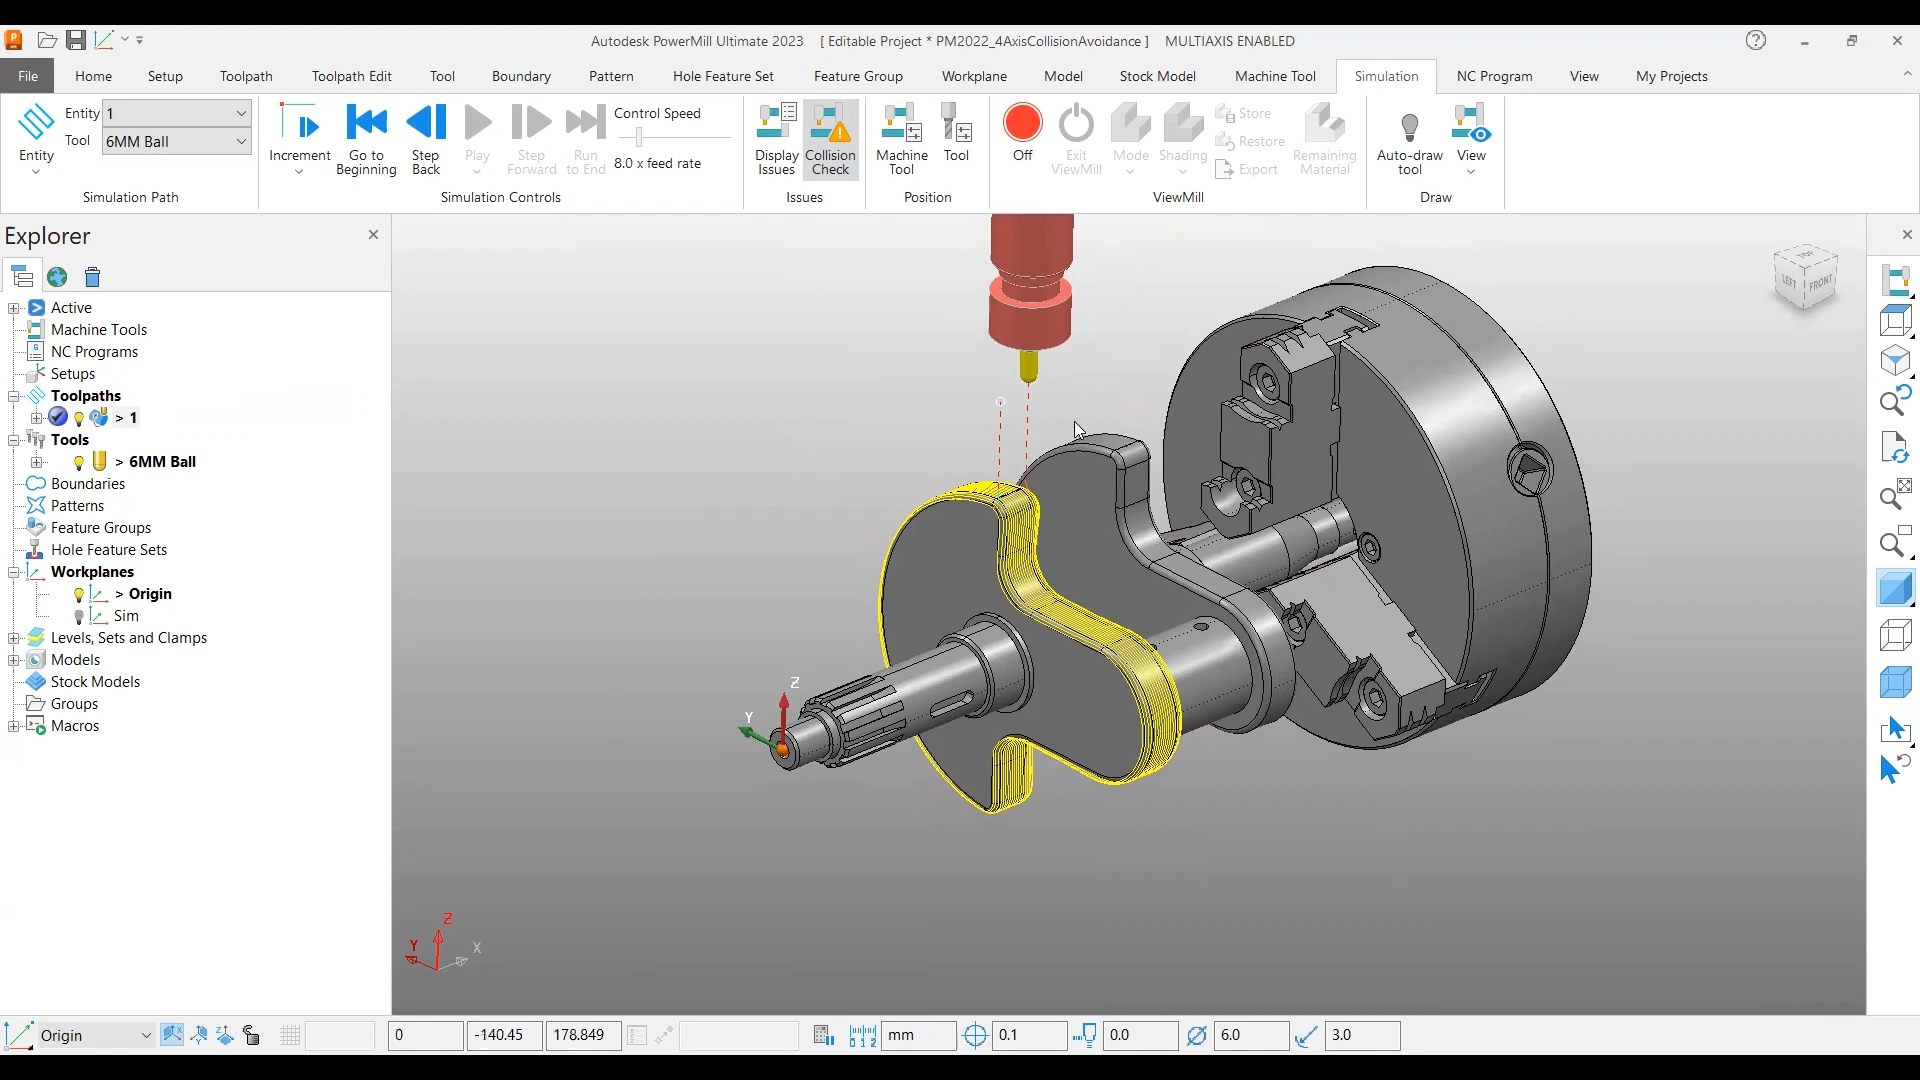 Autodesk PowerMill Ultimate 2023 [ Editable Project * PM2022_4AxisCollisionAvoidance ] MULTIAXIS ENABLED
File Home Setup Toolpath Toolpath Edit Tool Boundary Pattern Hole Feature Set Feature Group Workplane Model Stock Model Machine Tool Simulation NC Program View My Projects
Entity 1
Tool 6MM Ball
Entity
Simulation Path
Increment
Go to Beginning
Step Back
Play
Step Forward
Run to End
Control Speed
8.0 x feed rate
Simulation Controls
Display Issues
Collision Check
Issues
Machine Tool
Tool
Position
Off
Exit ViewMill
Mode
Shading
Store
Restore
Export
Remaining Material
ViewMill
Auto-draw tool
View
Draw
Explorer
Active
Machine Tools
NC Programs
Setups
Toolpaths
> 1
Tools
> 6MM Ball
Boundaries
Patterns
Feature Groups
Hole Feature Sets
Workplanes
> Origin
Sim
Levels, Sets and Clamps
Models
Stock Models
Groups
Macros
TOP
LEFT FRONT
Z
Y
Z
Y X
Origin 0 -140.45 178.849 mm 0.1 0.0 6.0 3.0